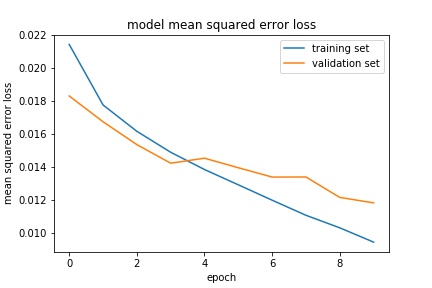 model mean squared error loss
training set
validation set
mean squared error loss
0.022
0.020
0.018
0.016
0.014
0.012
0.010
0 2 4 6 8
epoch